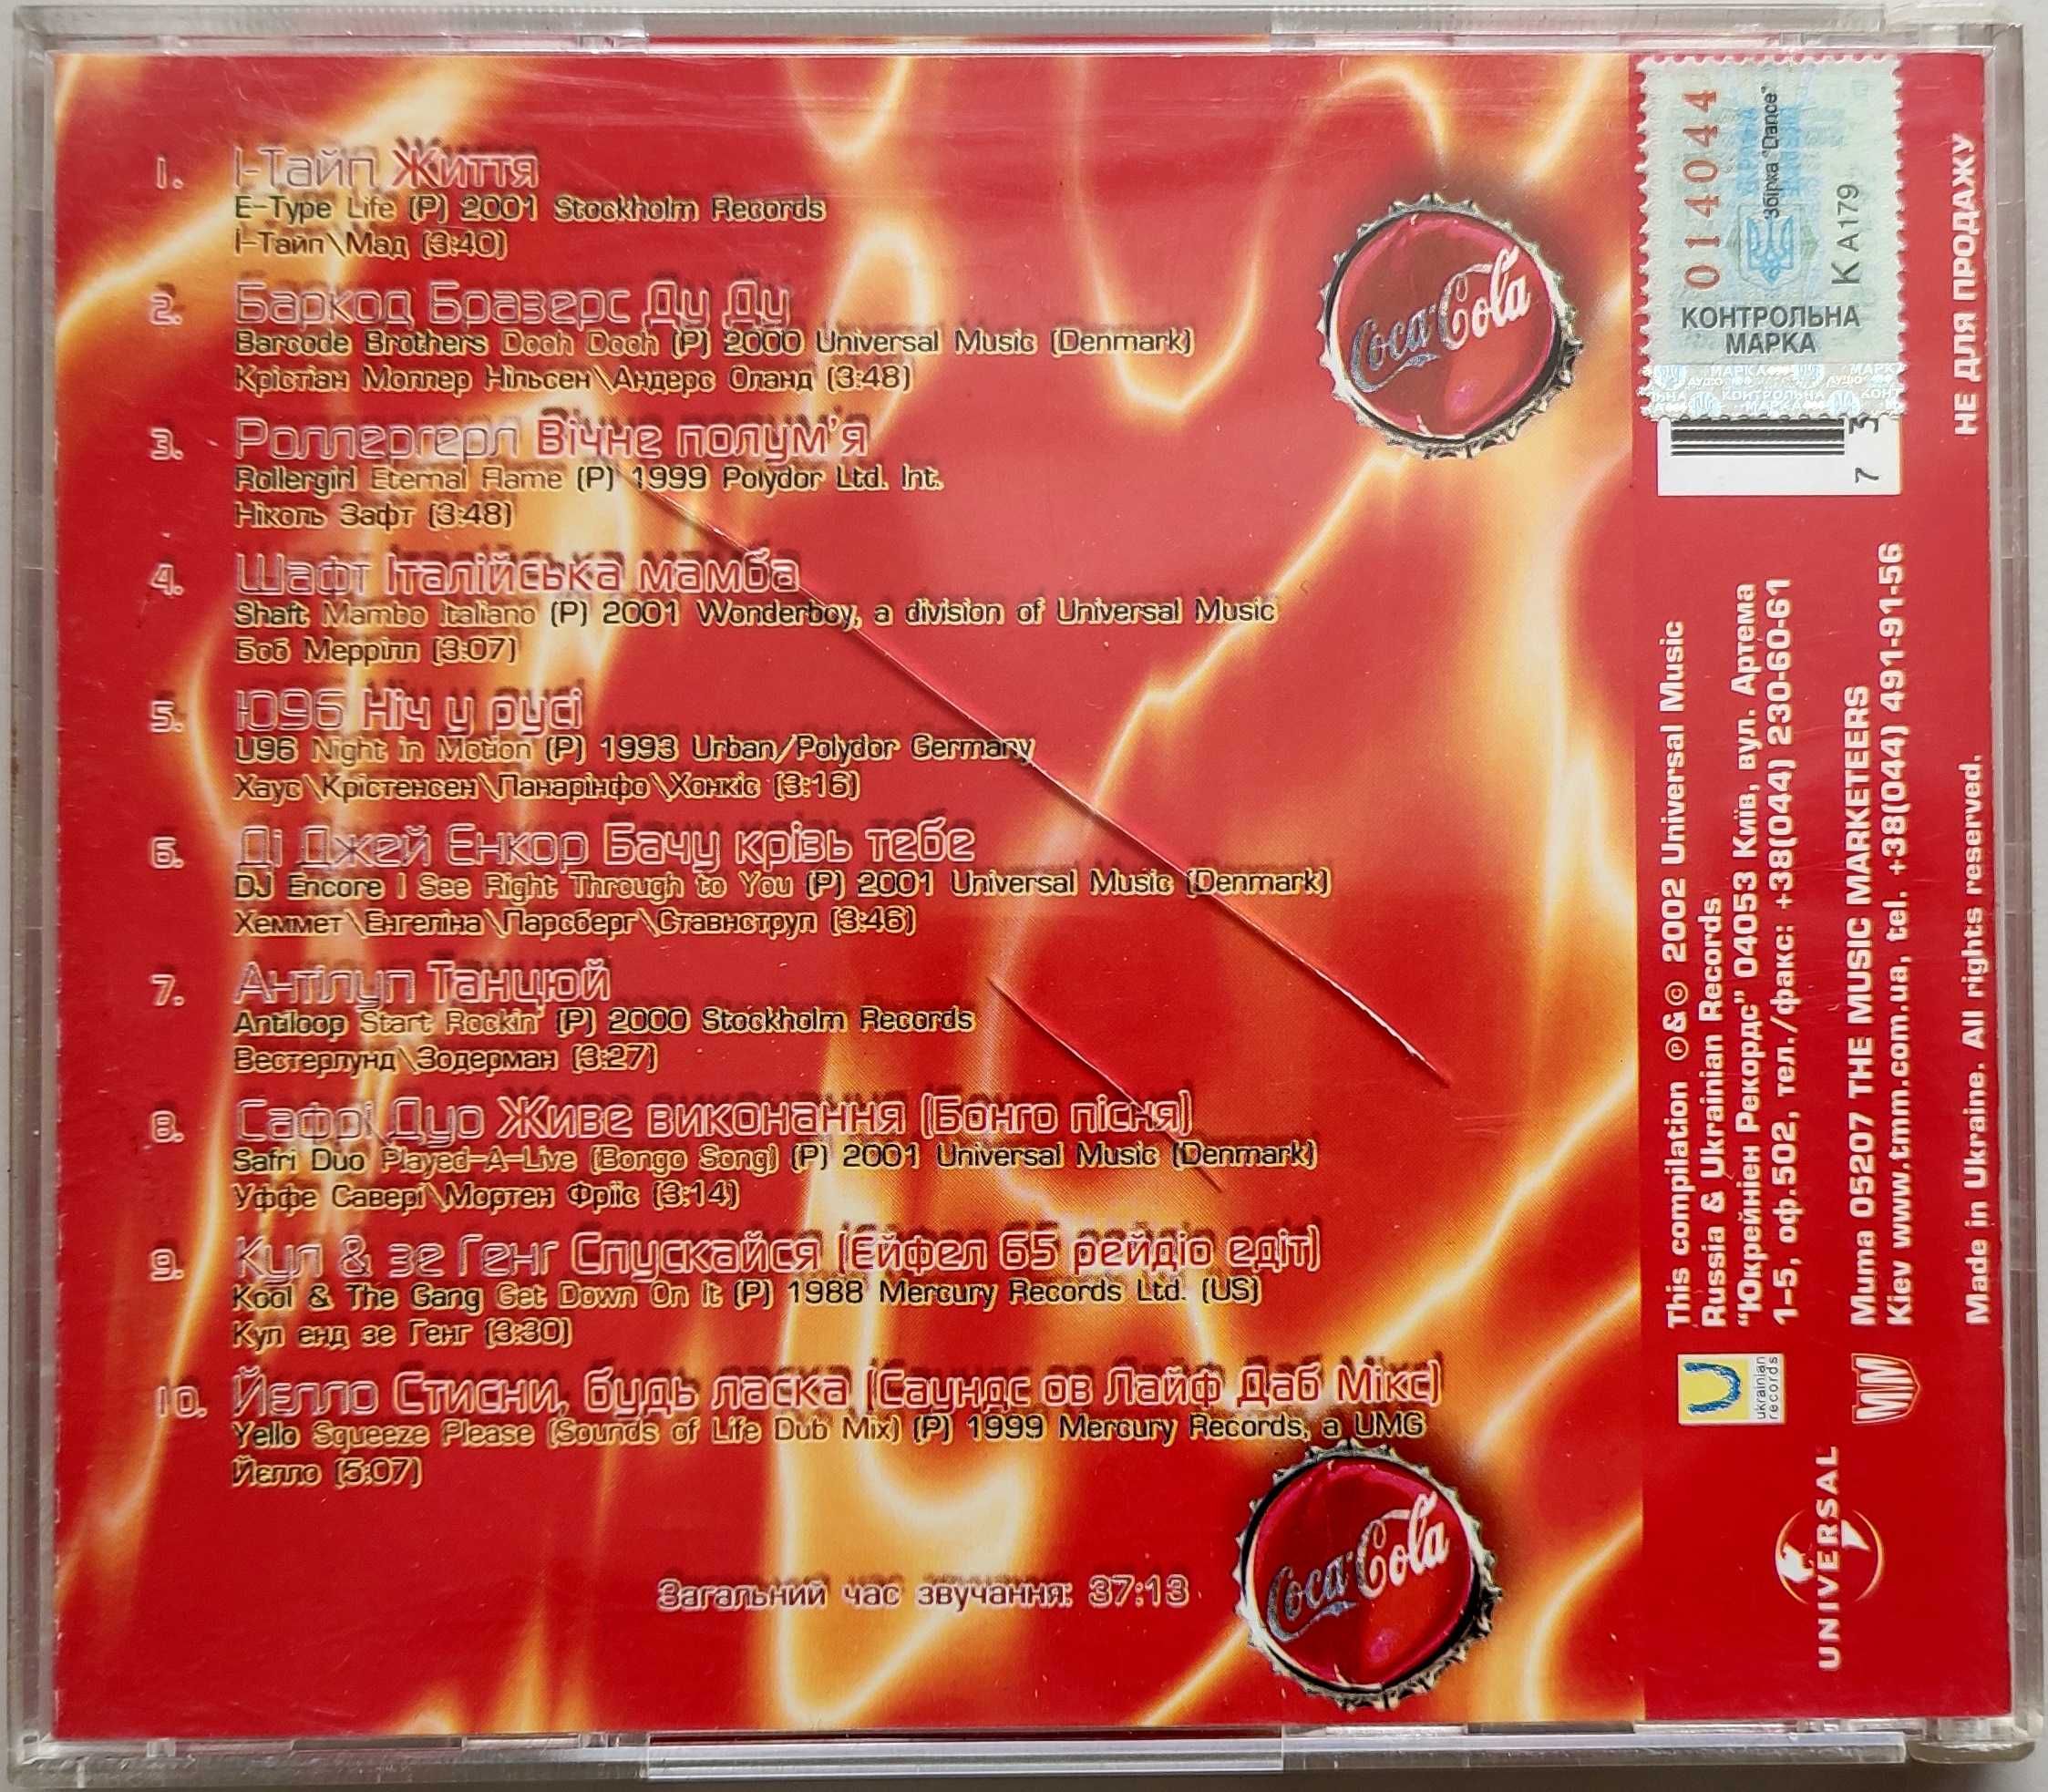 1. І-Тайп Життя
E-Type Life (P) 2001 Stockholm Records
І-Тайп\Мад (3:40)
2. Баркод Бразерс Ду Ду
Barcode Brothers Dooh Dooh (P) 2000 Universal Music (Denmark)
Крістіан Моллер Нільсен\Андерс Оланд (3:48)
3. Роллергерл Вічне полум'я
Rollergirl Eternal Flame (P) 1999 Polydor Ltd. Int.
Ніколь Зафт (3:48)
4. Шафт Італійська мамба
Shaft Mambo Italiano (P) 2001 Wonderboy, a division of Universal Music
Боб Меррілл (3:07)
5. Ю96 Ніч у русі
U96 Night in Motion (P) 1993 Urban/Polydor Germany
Хаус\Крістенсен\Панарінфо\Хонкіс (3:16)
6. Ді Джей Енкор Бачу крізь тебе
DJ Encore I See Right Through to You (P) 2001 Universal Music (Denmark)
Хеммет\Енгеліна\Парсберг\Ставнструп (3:46)
7. Антілуп Танцюй
Antiloop Start Rockin' (P) 2000 Stockholm Records
Вестерлунд\Зодерман (3:27)
8. Сафрі Дуо Живе виконання (Бонго пісня)
Safri Duo Played-A-Live (Bongo Song) (P) 2001 Universal Music (Denmark)
Уффе Савері\Мортен Фріїс (3:14)
9. Кул & зе Генг Спускайся (Ейфел 65 рейдіо едіт)
Kool & The Gang Get Down On It (P) 1988 Mercury Records Ltd. (US)
Кул енд зе Генг (3:30)
10. Йєлло Стисни, будь ласка (Саундс ов Лайф Даб Мікс)
Yello Squeeze Please (Sounds of Life Dub Mix) (P) 1999 Mercury Records, a UMG
Йєлло (5:07)
Загальний час звучання: 37:13
Coca-Cola
Coca-Cola
014044
Збірка "Dance"
КА179
КОНТРОЛЬНА
МАРКА
7 3
НЕ ДЛЯ ПРОДАЖУ
This compilation ℗&© 2002 Universal Music
Russia & Ukrainian Records
"Юкрейніен Рекордс" 04053 Київ, вул. Артема
1-5, оф.502, тел./факс: +38(044) 230-60-61
Muma 05207 THE MUSIC MARKETEERS
Kiev www.tmm.com.ua, tel. +38(044) 491-91-56
Made in Ukraine. All rights reserved.
ukrainian
records
UNIVERSAL
UNIVERSAL